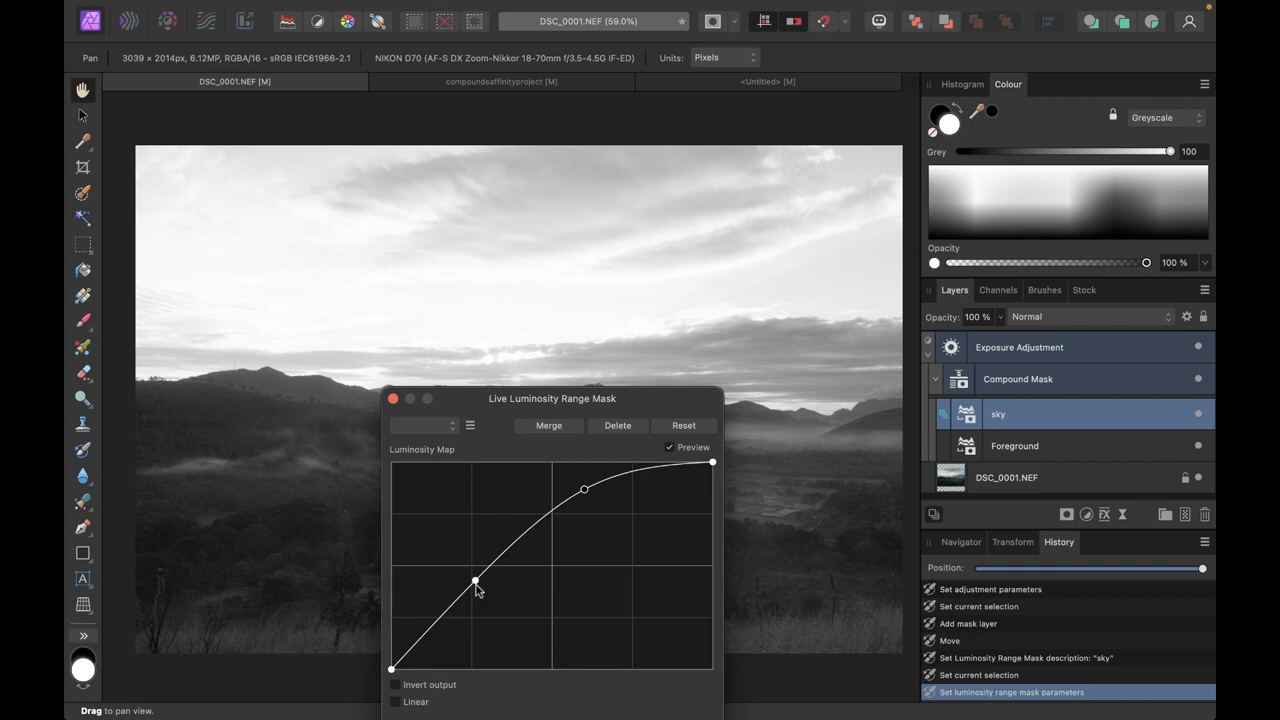 DSC_0001.NEF (59.0%)
*
Pan
3039 × 2014px, 6.12MP, RGBA/16 - sRGB IEC61966-2.1
NIKON D70 (AF-S DX Zoom-Nikkor 18-70mm f/3.5-4.5G IF-ED)
Units:
Pixels
DSC_0001.NEF [M]
compoundsaffinityproject [M]
<Untitled> [M]
Histogram
Colour
Greyscale
Grey
100
Opacity
100 %
Layers
Channels
Brushes
Stock
Opacity:
100 %
Normal
Exposure Adjustment
Compound Mask
sky
Foreground
DSC_0001.NEF
Live Luminosity Range Mask
Merge
Delete
Reset
Preview
Luminosity Map
Invert output
Linear
Navigator
Transform
History
Position:
Set adjustment parameters
Set current selection
Add mask layer
Move
Set Luminosity Range Mask description: "sky"
Set current selection
Set luminosity range mask parameters
Drag to pan view.